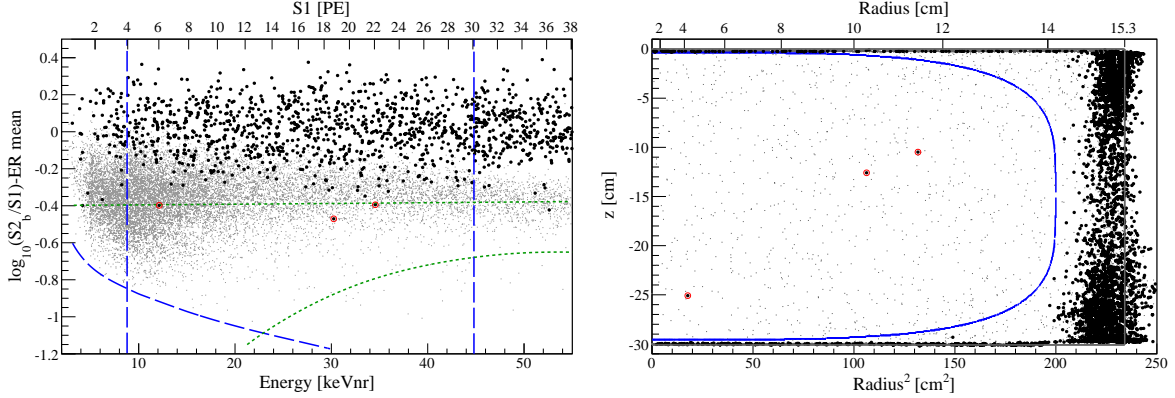 S1 [PE]
2 4 6 8 10 12 14 16 18 20 22 24 26 28 30 32 34 36 38
log10(S2b/S1)-ER mean
0.4
0.2
0
-0.2
-0.4
-0.6
-0.8
-1
-1.2
10 20 30 40 50
Energy [keVnr]
Radius [cm]
2 4 6 8 10 12 14 15 15.3
z [cm]
0
-5
-10
-15
-20
-25
-30
0 50 100 150 200 250
Radius2 [cm2]